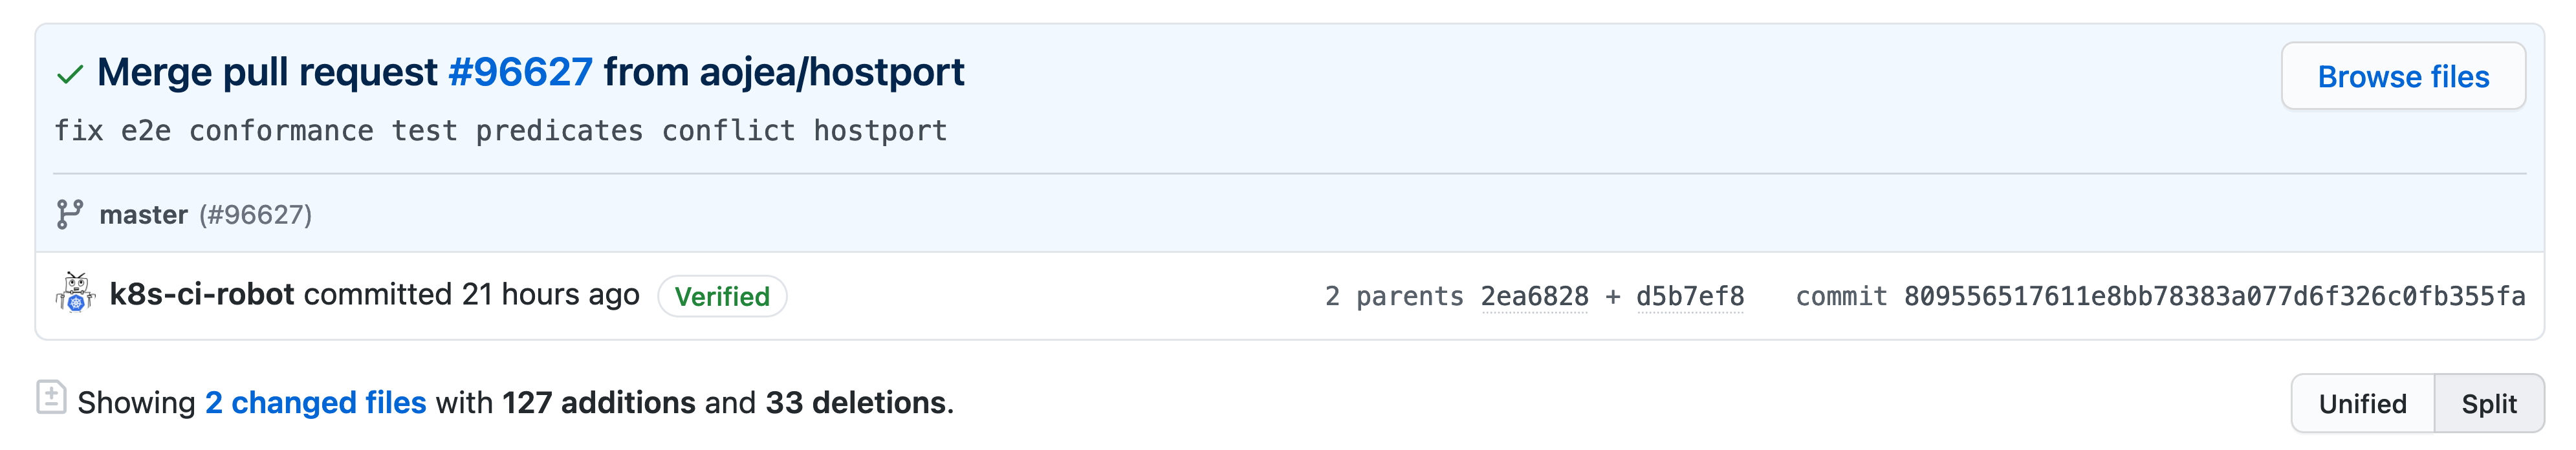 Merge pull request #96627 from aojea/hostport
Browse files
fix e2e conformance test predicates conflict hostport
master (#96627)
k8s-ci-robot committed 21 hours ago Verified
2 parents 2ea6828 + d5b7ef8 commit 809556517611e8bb78383a077d6f326c0fb355fa
Showing 2 changed files with 127 additions and 33 deletions.
Unified Split